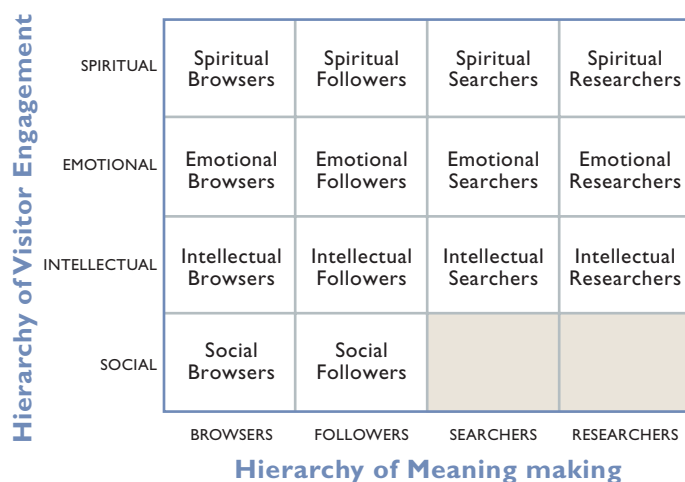 Hierarchy of Visitor Engagement
SPIRITUAL
Spiritual
Browsers
Spiritual
Followers
Spiritual
Searchers
Spiritual
Researchers
EMOTIONAL
Emotional
Browsers
Emotional
Followers
Emotional
Searchers
Emotional
Researchers
INTELLECTUAL
Intellectual
Browsers
Intellectual
Followers
Intellectual
Searchers
Intellectual
Researchers
SOCIAL
Social
Browsers
Social
Followers
BROWSERS
FOLLOWERS
SEARCHERS
RESEARCHERS
Hierarchy of Meaning making